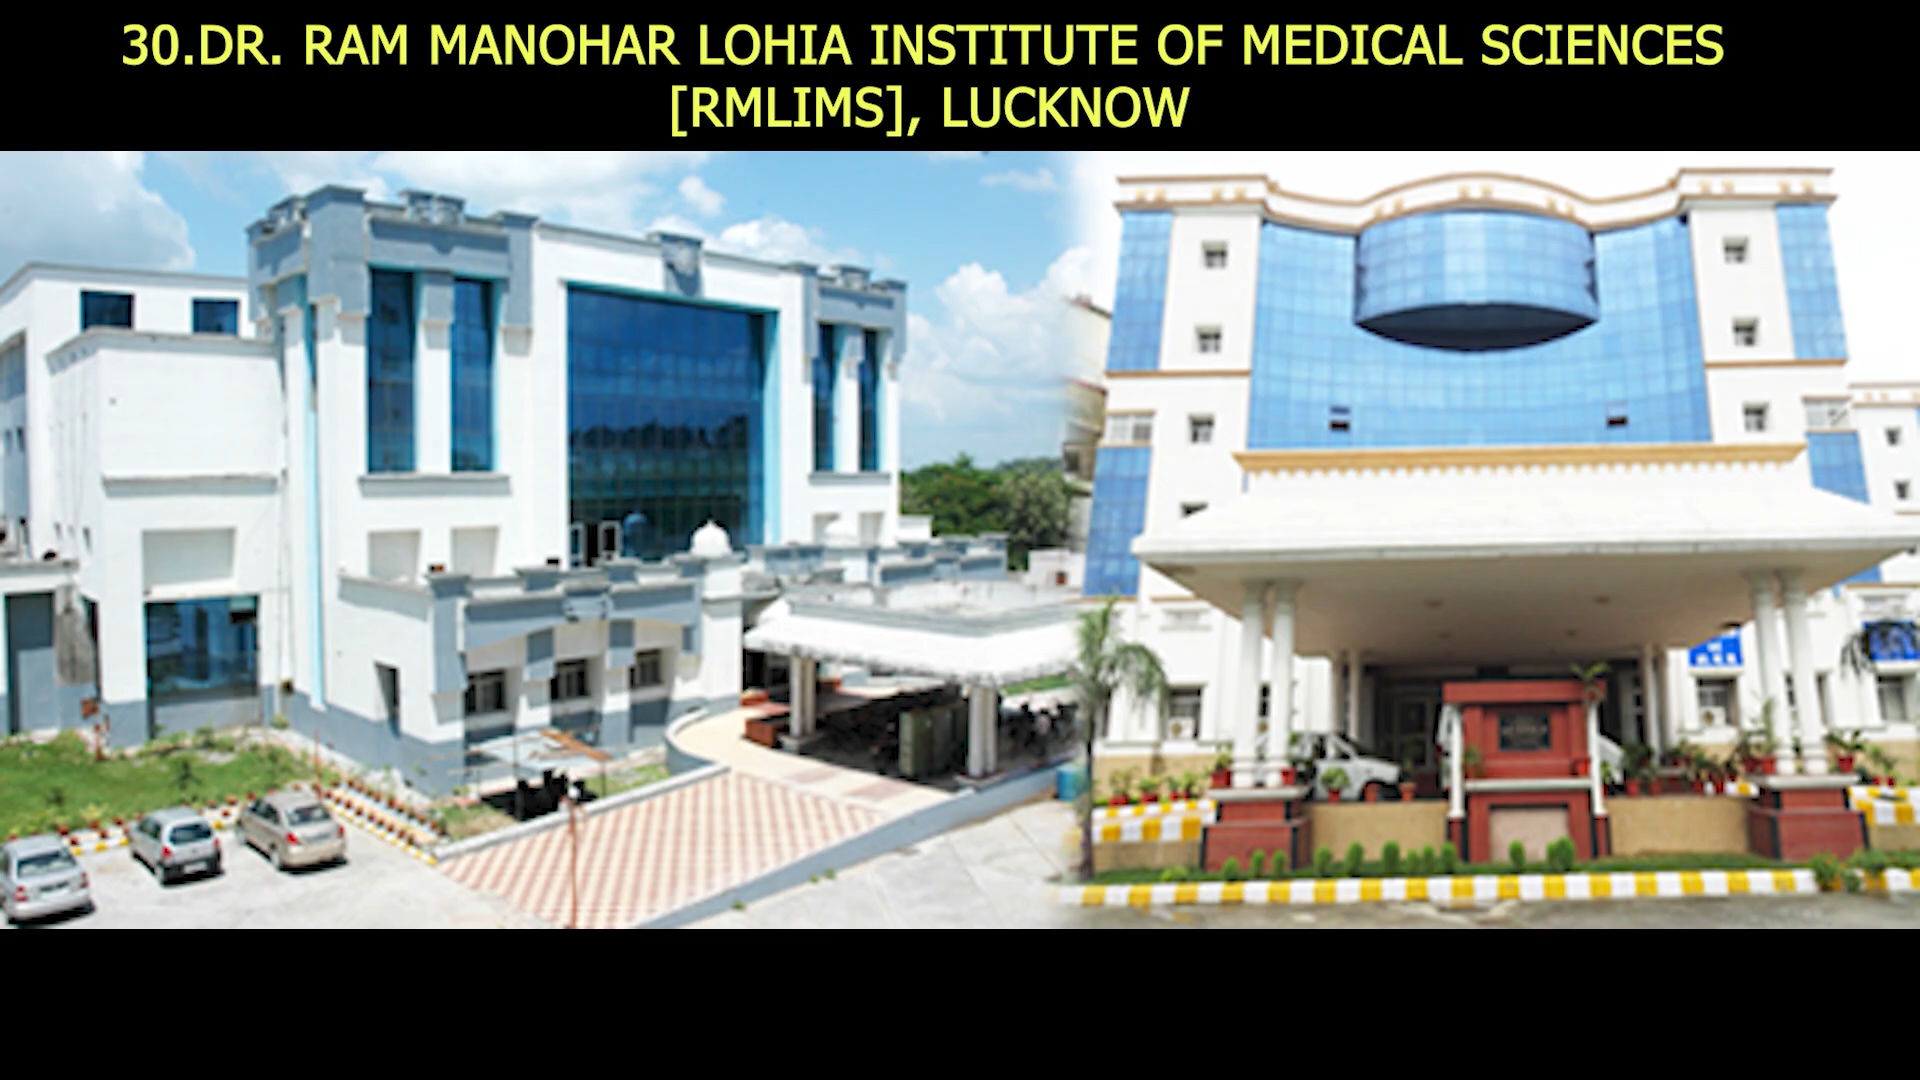 30.DR. RAM MANOHAR LOHIA INSTITUTE OF MEDICAL SCIENCES
[RMLIMS], LUCKNOW